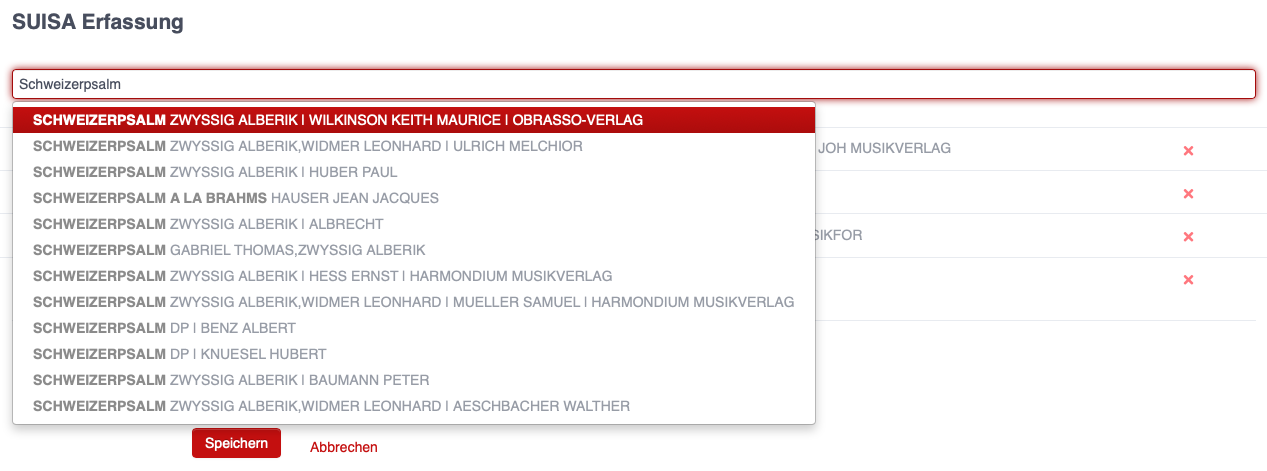 SUISA Erfassung
Schweizerpsalm
SCHWEIZERPSALM ZWYSSIG ALBERIK | WILKINSON KEITH MAURICE | OBRASSO-VERLAG
SCHWEIZERPSALM ZWYSSIG ALBERIK,WIDMER LEONHARD | ULRICH MELCHIOR
JOH MUSIKVERLAG
SCHWEIZERPSALM ZWYSSIG ALBERIK | HUBER PAUL
SCHWEIZERPSALM A LA BRAHMS HAUSER JEAN JACQUES
SCHWEIZERPSALM ZWYSSIG ALBERIK | ALBRECHT
SIKFOR
SCHWEIZERPSALM GABRIEL THOMAS,ZWYSSIG ALBERIK
SCHWEIZERPSALM ZWYSSIG ALBERIK | HESS ERNST | HARMONDIUM MUSIKVERLAG
SCHWEIZERPSALM ZWYSSIG ALBERIK,WIDMER LEONHARD | MUELLER SAMUEL | HARMONDIUM MUSIKVERLAG
SCHWEIZERPSALM DP | BENZ ALBERT
SCHWEIZERPSALM DP | KNUESEL HUBERT
SCHWEIZERPSALM ZWYSSIG ALBERIK | BAUMANN PETER
SCHWEIZERPSALM ZWYSSIG ALBERIK,WIDMER LEONHARD | AESCHBACHER WALTHER
Speichern Abbrechen